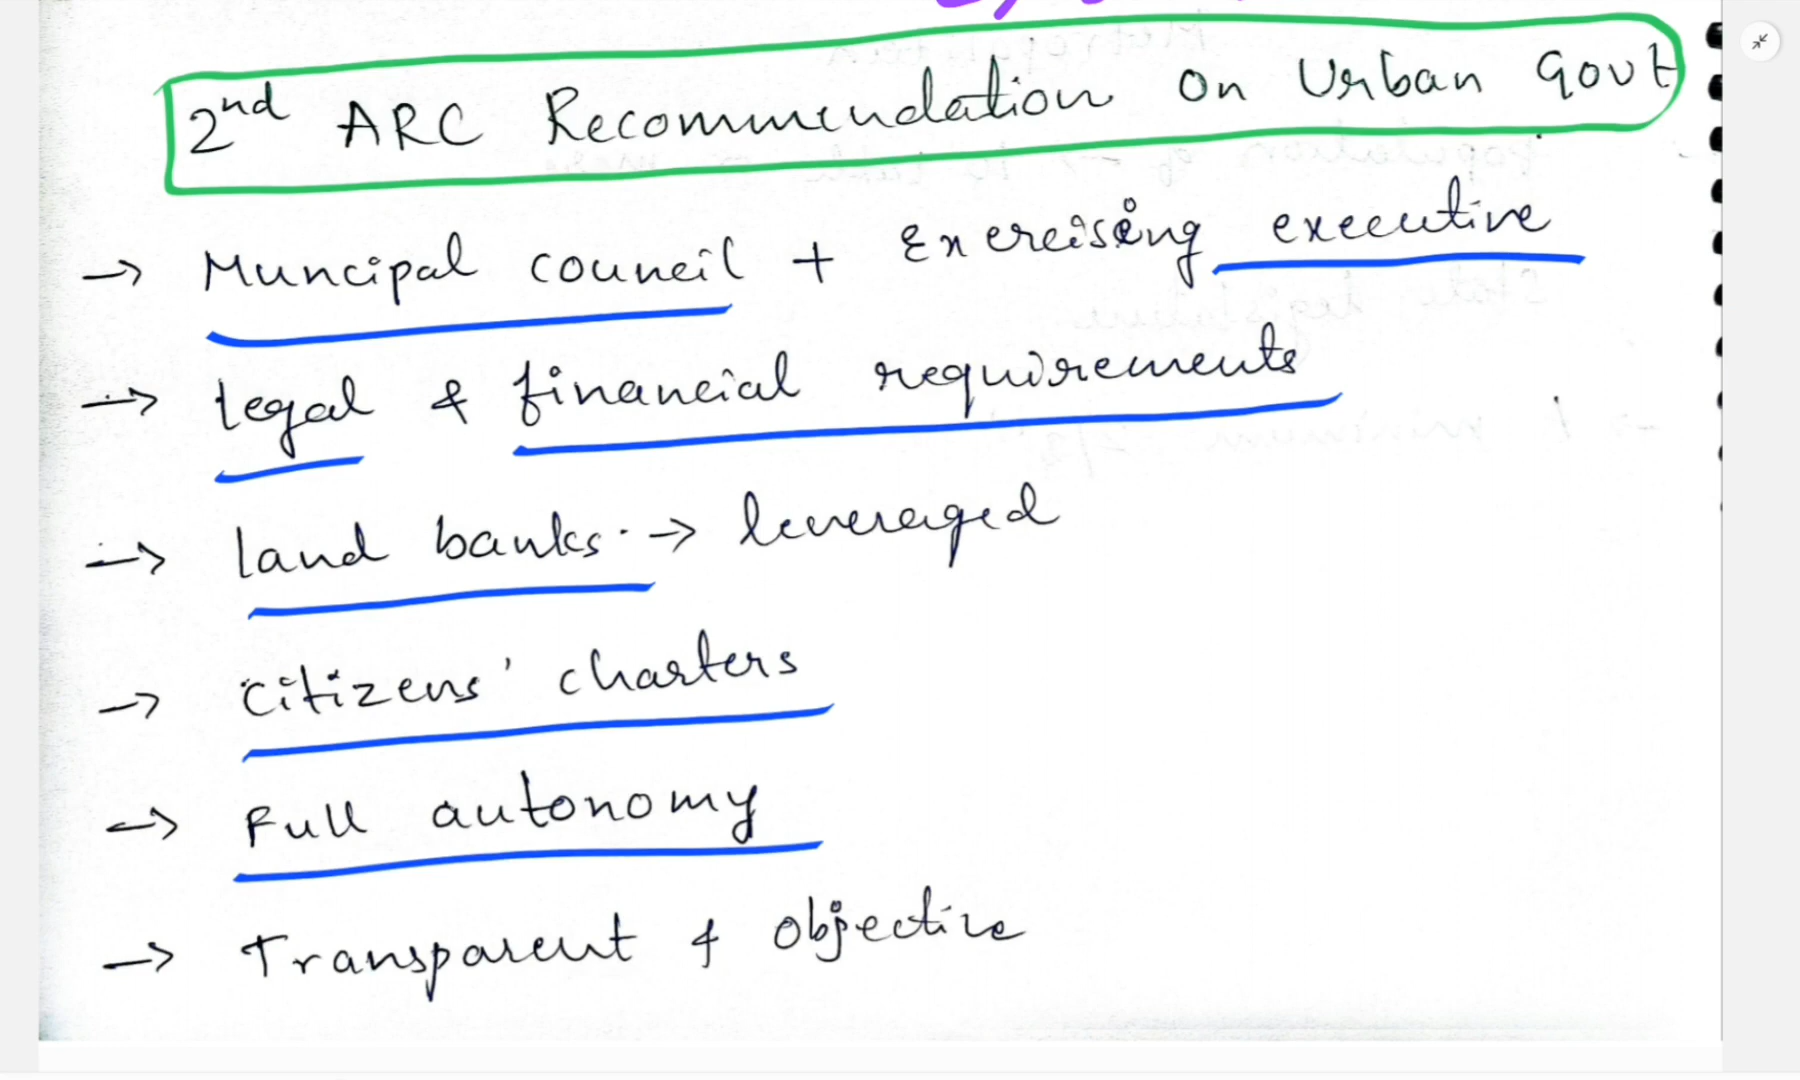 2nd ARC Recommendation on Urban Govt
→ Muncipal council + Exercising executive
→ legal & financial requirements
→ land banks → leveraged
→ Citizens' charters
→ Full autonomy
→ Transparent & objective